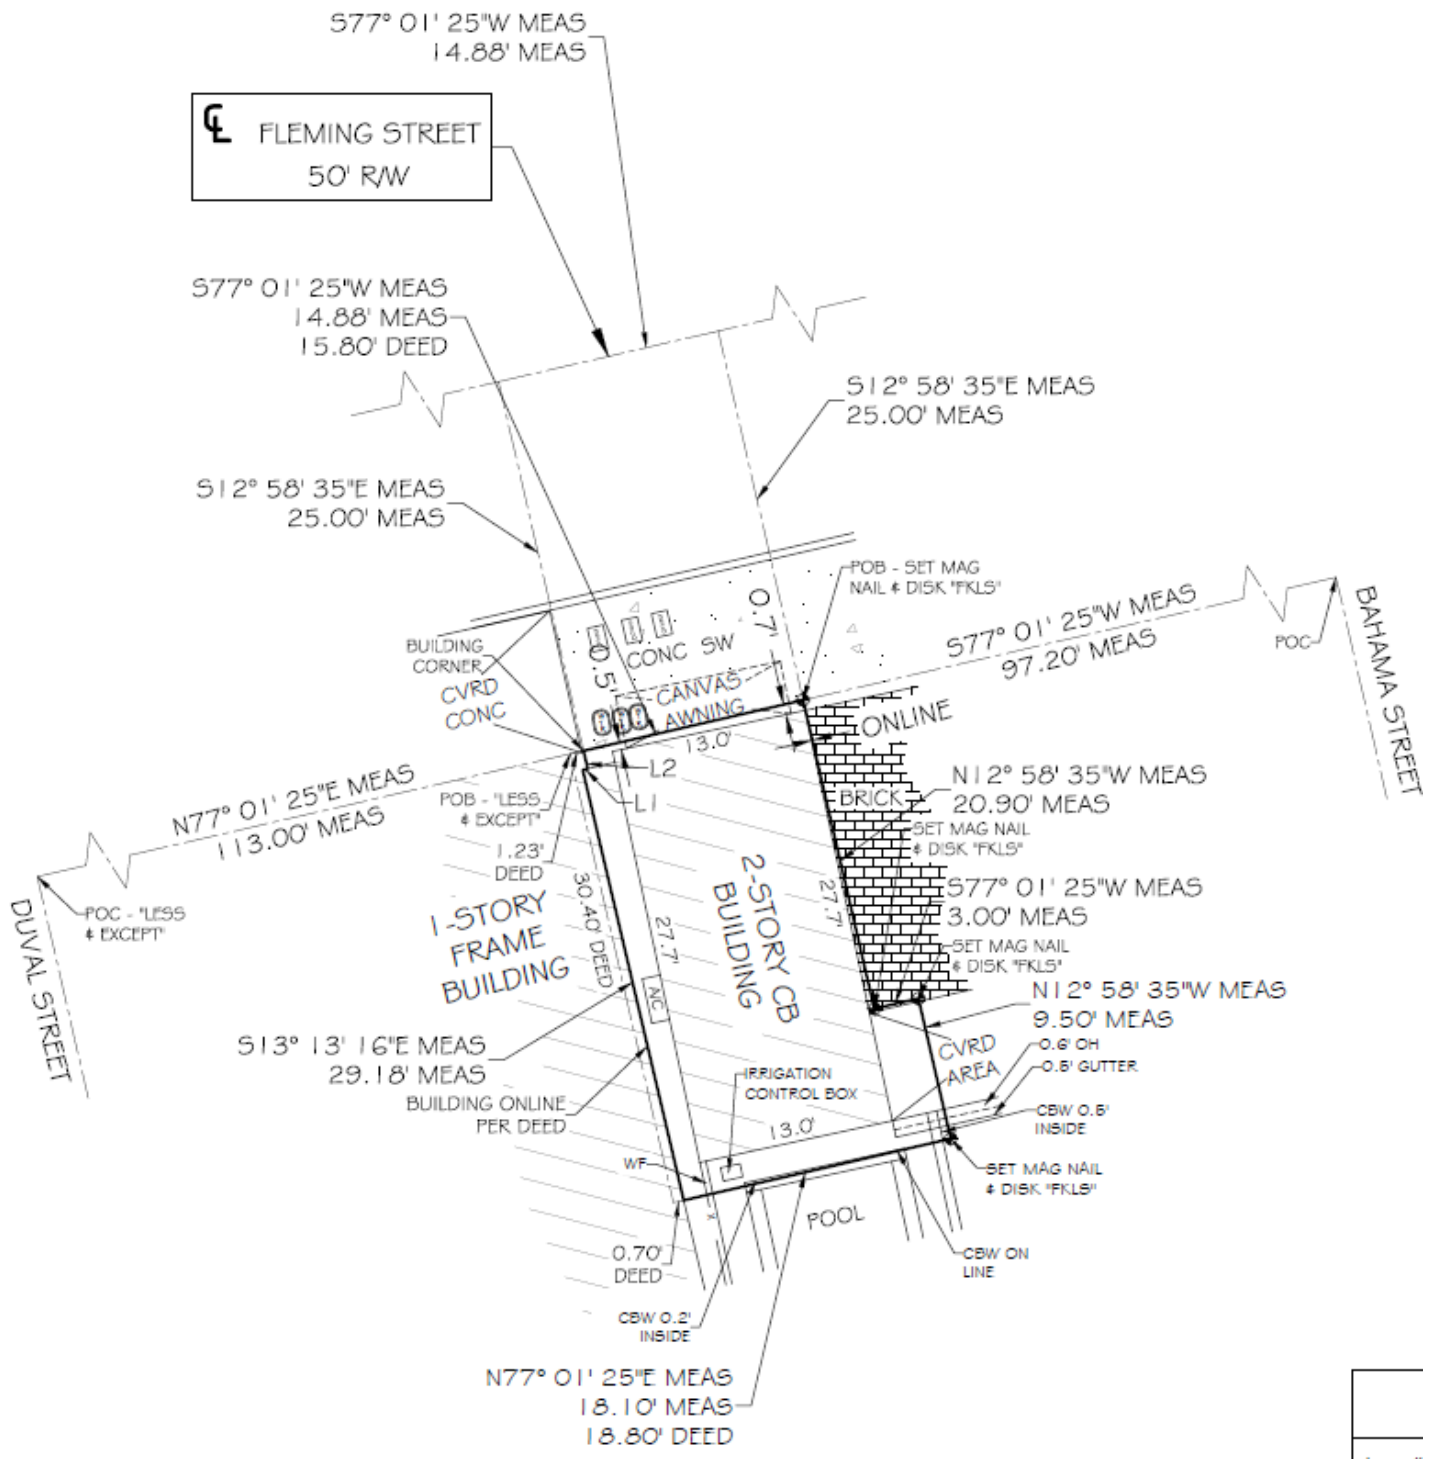 S77° 01' 25"W MEAS
14.88' MEAS
CL FLEMING STREET
50' R/W
S77° 01' 25"W MEAS
14.88' MEAS
15.80' DEED
S12° 58' 35"E MEAS
25.00' MEAS
S12° 58' 35"E MEAS
25.00' MEAS
POB - SET MAG
NAIL & DISK "FKLS"
0.7'
S77° 01' 25"W MEAS
97.20' MEAS
POC
BAHAMA STREET
BUILDING
CORNER
CVRD
CONC
0.5'
CONC SW
CANVAS
AWNING
13.0'
ONLINE
L2
L1
N77° 01' 25"E MEAS
113.00' MEAS
POB - "LESS
& EXCEPT"
1.23'
DEED
BRICK
N12° 58' 35"W MEAS
20.90' MEAS
SET MAG NAIL
& DISK "FKLS"
S77° 01' 25"W MEAS
3.00' MEAS
SET MAG NAIL
& DISK "FKLS"
N12° 58' 35"W MEAS
9.50' MEAS
DUVAL STREET
POC - "LESS
& EXCEPT"
1-STORY
FRAME
BUILDING
30.40' DEED
27.7'
A/C
2-STORY CB
BUILDING
27.7'
S13° 13' 16"E MEAS
29.18' MEAS
BUILDING ONLINE
PER DEED
IRRIGATION
CONTROL BOX
CVRD
AREA
0.6' OH
0.5' GUTTER
CBW 0.5'
INSIDE
13.0'
WF
SET MAG NAIL
& DISK "FKLS"
POOL
X
0.70'
DEED
CBW ON
LINE
CBW 0.2'
INSIDE
N77° 01' 25"E MEAS
18.10' MEAS
18.80' DEED